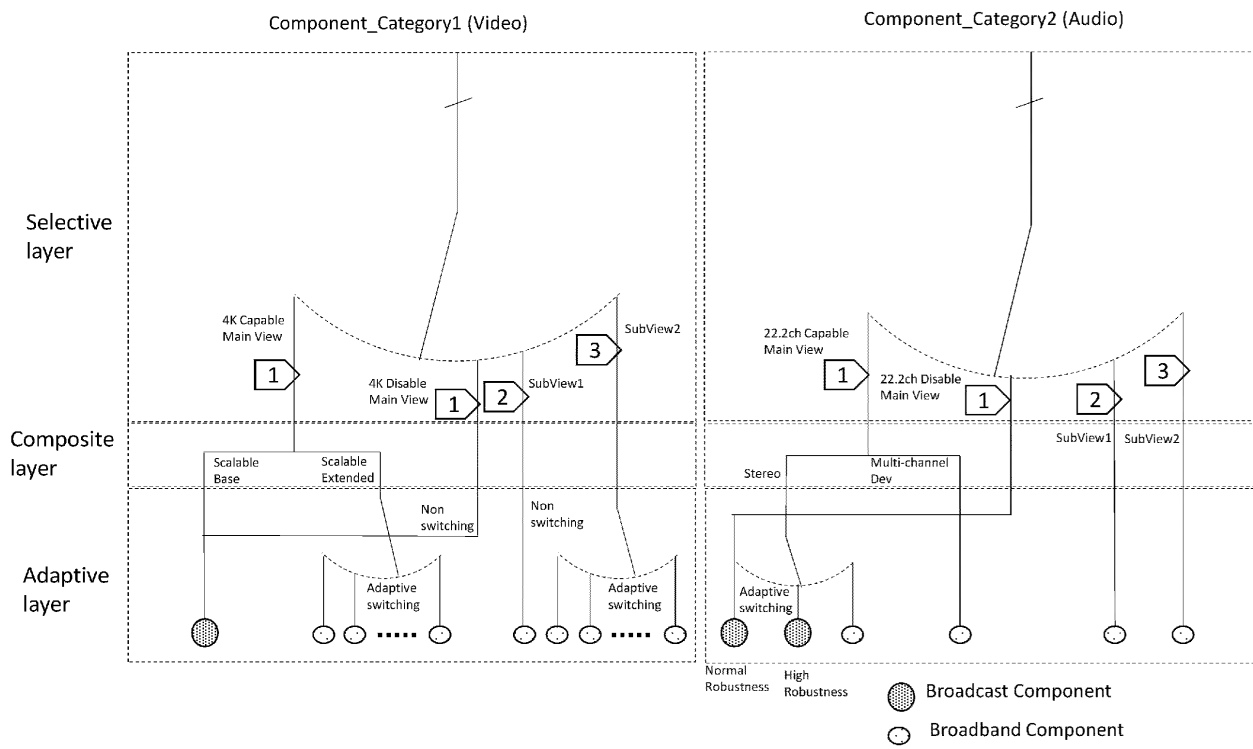 Component_Category1 (Video)
Component_Category2 (Audio)
Selective
layer
4K Capable
Main View
1
4K Disable
Main View
1
2
SubView1
3
SubView2
22.2ch Capable
Main View
1
22.2ch Disable
Main View
1
2
3
Composite
layer
Scalable
Base
Scalable
Extended
Stereo
Multi-channel
Dev
SubView1
SubView2
Adaptive
layer
Non
switching
Non
switching
Adaptive
switching
Adaptive
switching
Adaptive
switching
Normal
Robustness
High
Robustness
Broadcast Component
Broadband Component